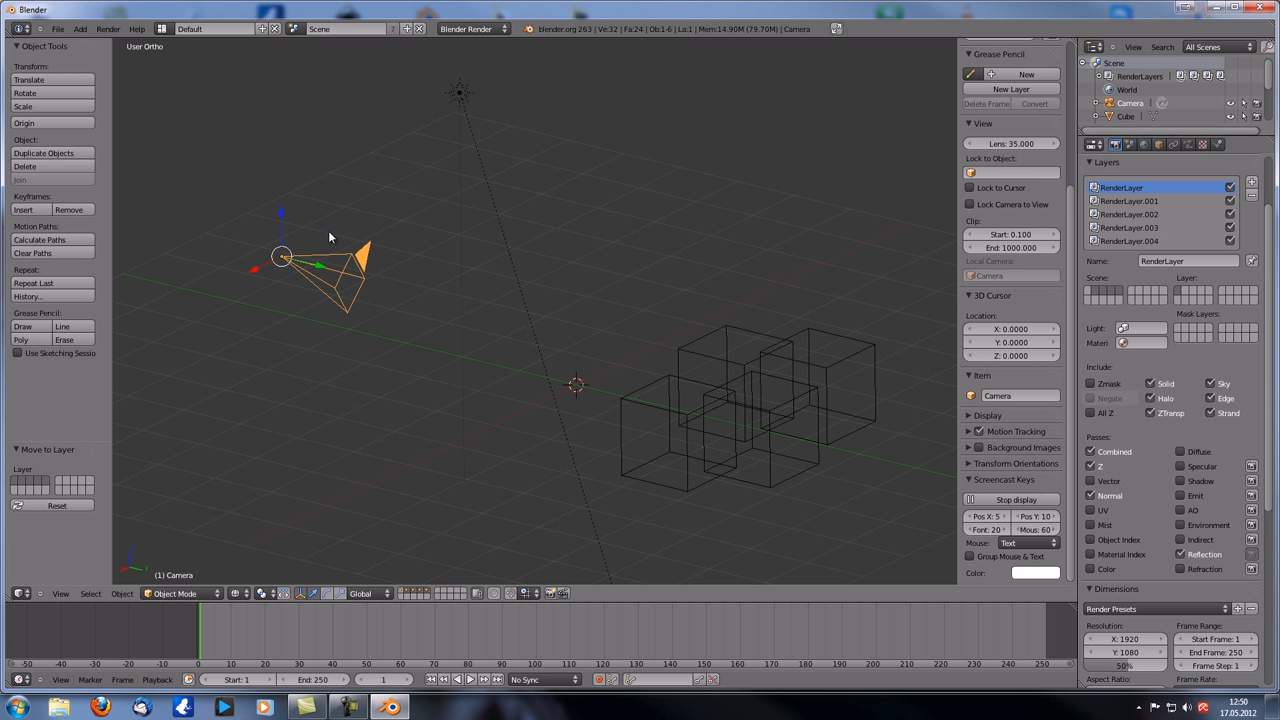 Blender
File Add Render Help Default Scene 7 Blender Render blender.org 263 | Ve:32 | Fa:24 | Ob:1-6 | La:1 | Mem:14.90M (79.70M) | Camera
Object Tools
Transform:
Translate
Rotate
Scale
Origin
Object:
Duplicate Objects
Delete
Join
Keyframes:
Insert Remove
Motion Paths:
Calculate Paths
Clear Paths
Repeat:
Repeat Last
History...
Grease Pencil:
Draw Line
Poly Erase
Use Sketching Sessio
Move to Layer
Layer
Reset
User Ortho
(1) Camera
View Select Object Object Mode Global
Grease Pencil
New
New Layer
Delete Frame Convert
View
Lens: 35.000
Lock to Object:
Lock to Cursor
Lock Camera to View
Clip:
Start: 0.100
End: 1000.000
Local Camera:
Camera
3D Cursor
Location:
X: 0.0000
Y: 0.0000
Z: 0.0000
Item
Camera
Display
Motion Tracking
Background Images
Transform Orientations
Screencast Keys
Stop display
Pos X: 5 Pos Y: 10
Font: 20 Mous: 60
Mouse: Text
Group Mouse & Text
Color:
View Search All Scenes
Scene
RenderLayers
World
Camera
Cube
Layers
RenderLayer
RenderLayer.001
RenderLayer.002
RenderLayer.003
RenderLayer.004
Name: RenderLayer
Scene: Layer:
Mask Layers:
Light:
Materi
Include:
Zmask Solid Sky
Negate Halo Edge
All Z ZTransp Strand
Passes:
Combined Diffuse
Z Specular
Vector Shadow
Normal Emit
UV AO
Mist Environment
Object Index Indirect
Material Index Reflection
Color Refraction
Dimensions
Render Presets
Resolution: Frame Range:
X: 1920 Start Frame: 1
Y: 1080 End Frame: 250
50% Frame Step: 1
Aspect Ratio: Frame Rate:
-50 -40 -30 -20 -10 0 10 20 30 40 50 60 70 80 90 100 110 120 130 140 150 160 170 180 190 200 210 220 230 240 250
View Marker Frame Playback Start: 1 End: 250 1 No Sync
12:50
17.05.2012